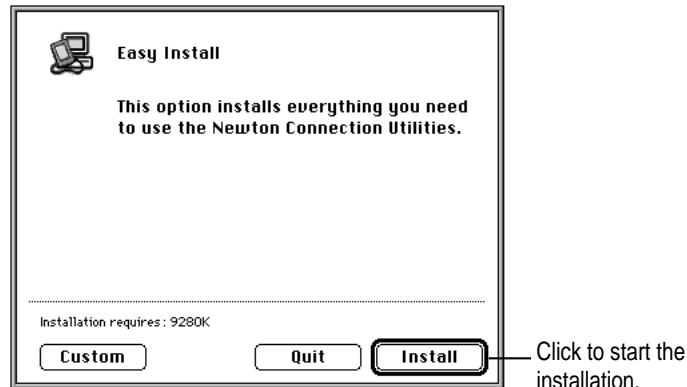 Easy Install
This option installs everything you need
to use the Newton Connection Utilities.
Installation requires: 9280K
Custom
Quit
Install
Click to start the
installation.